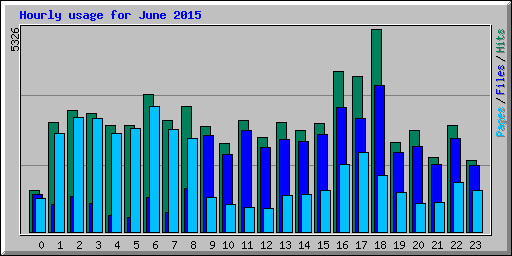 Hourly usage for June 2015
5326
Pages/Files/Hits
0 1 2 3 4 5 6 7 8 9 10 11 12 13 14 15 16 17 18 19 20 21 22 23